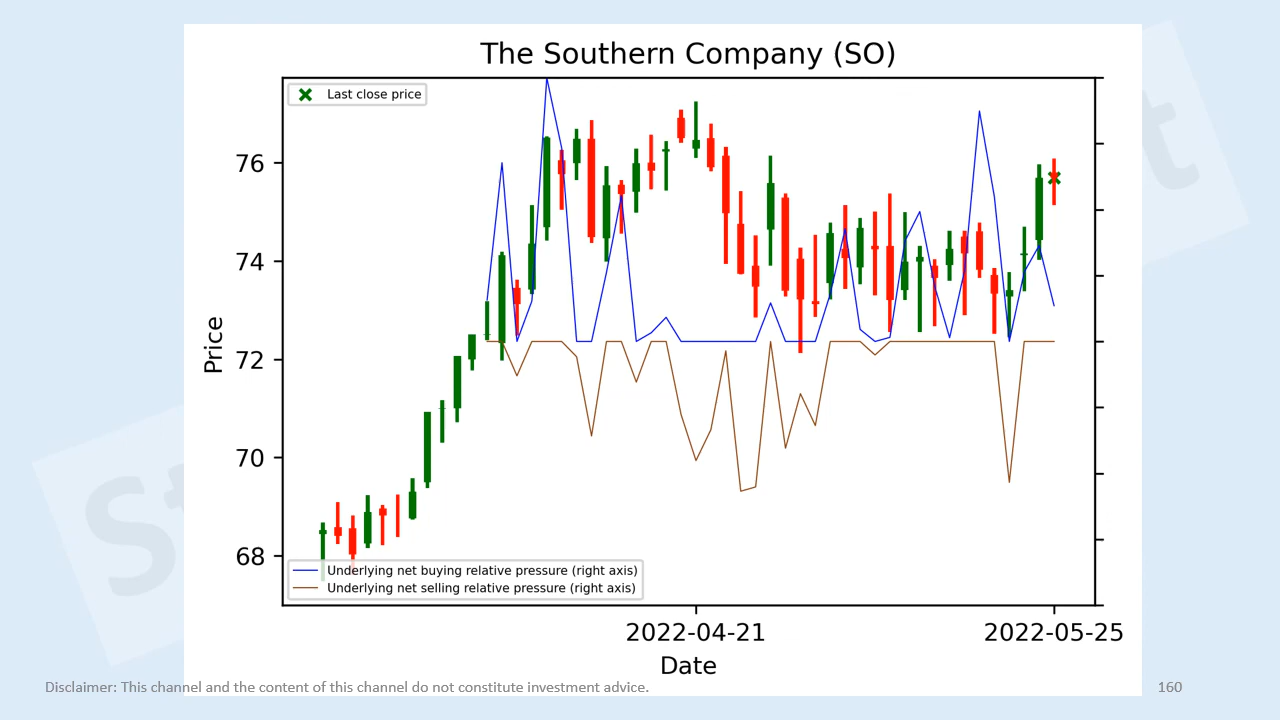 The Southern Company (SO)
Last close price
76
74
72
70
68
Price
Underlying net buying relative pressure (right axis)
Underlying net selling relative pressure (right axis)
2022-04-21
2022-05-25
Date
Disclaimer: This channel and the content of this channel do not constitute investment advice.
160